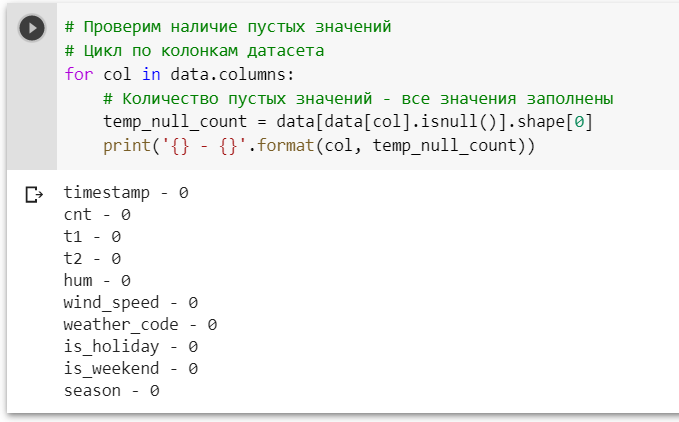 # Проверим наличие пустых значений
# Цикл по колонкам датасета
for col in data.columns:
    # Количество пустых значений - все значения заполнены
    temp_null_count = data[data[col].isnull()].shape[0]
    print('{} - {}'.format(col, temp_null_count))
timestamp - 0
cnt - 0
t1 - 0
t2 - 0
hum - 0
wind_speed - 0
weather_code - 0
is_holiday - 0
is_weekend - 0
season - 0